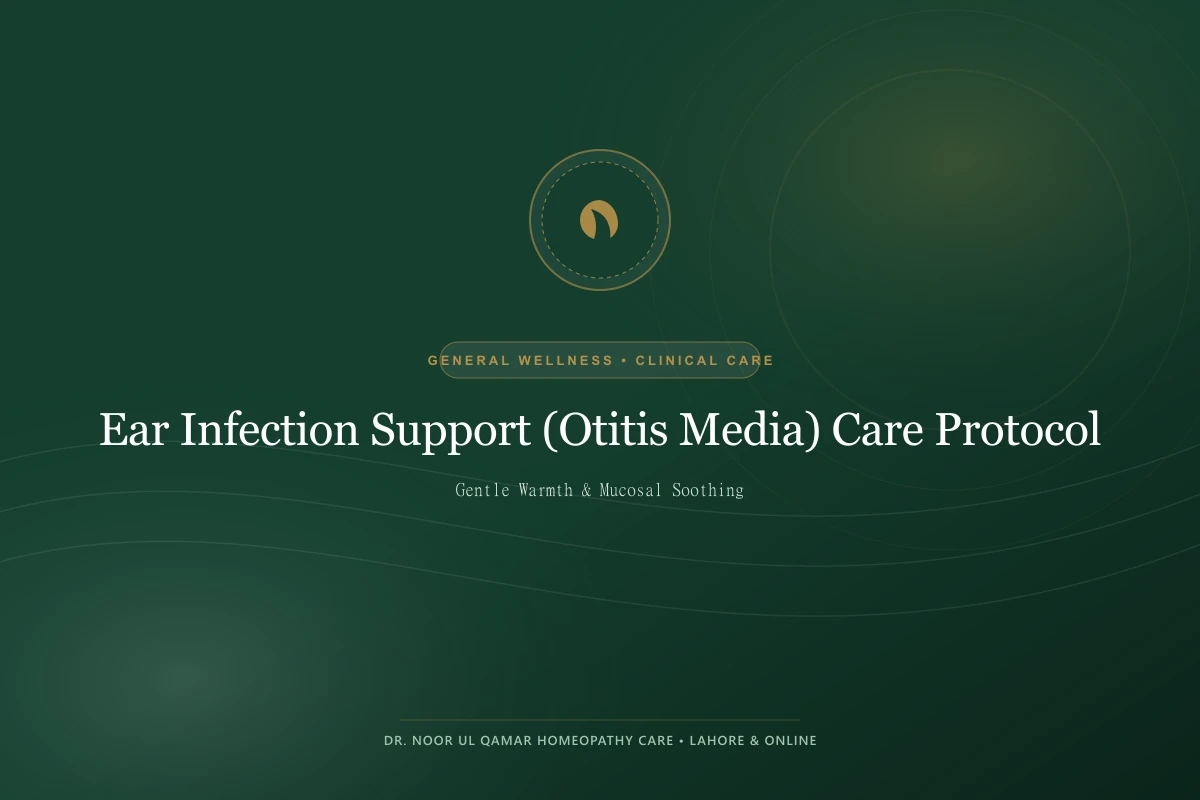 GENERAL WELLNESS • CLINICAL CARE
Ear Infection Support (Otitis Media) Care Protocol
Gentle Warmth & Mucosal Soothing
DR. NOOR UL QAMAR HOMEOPATHY CARE • LAHORE & ONLINE